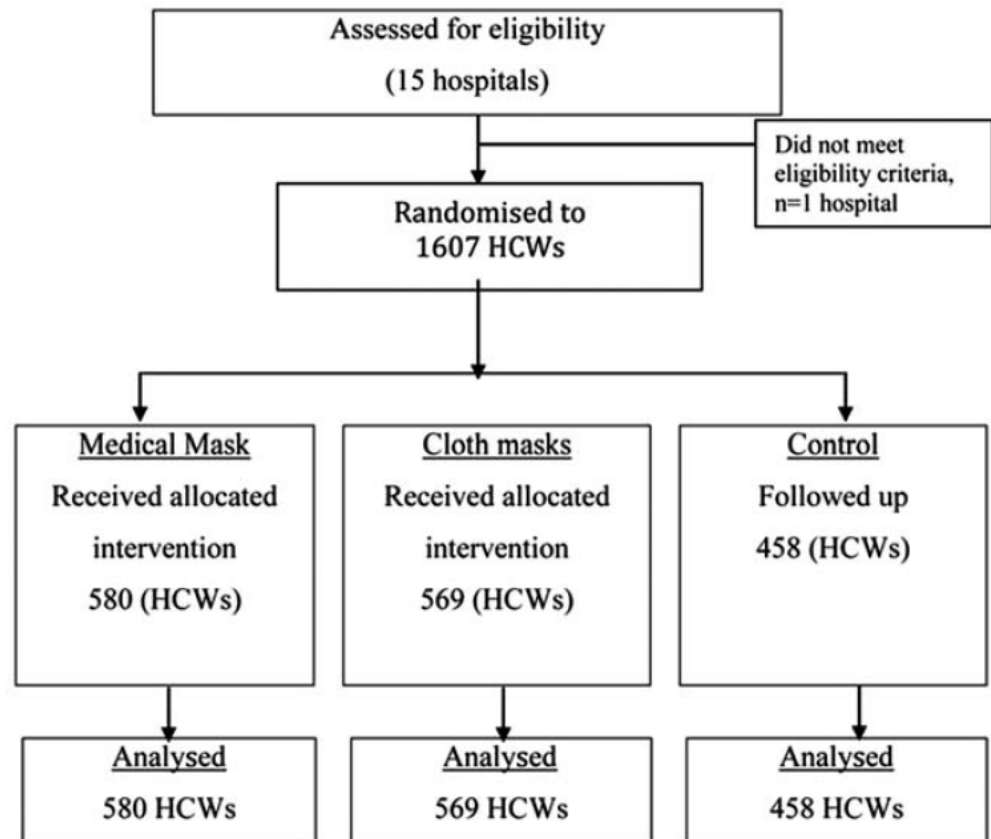 Assessed for eligibility
(15 hospitals)
Did not meet
eligibility criteria,
n=1 hospital
Randomised to
1607 HCWs
Medical Mask
Received allocated
intervention
580 (HCWs)
Cloth masks
Received allocated
intervention
569 (HCWs)
Control
Followed up
458 (HCWs)
Analysed
580 HCWs
Analysed
569 HCWs
Analysed
458 HCWs